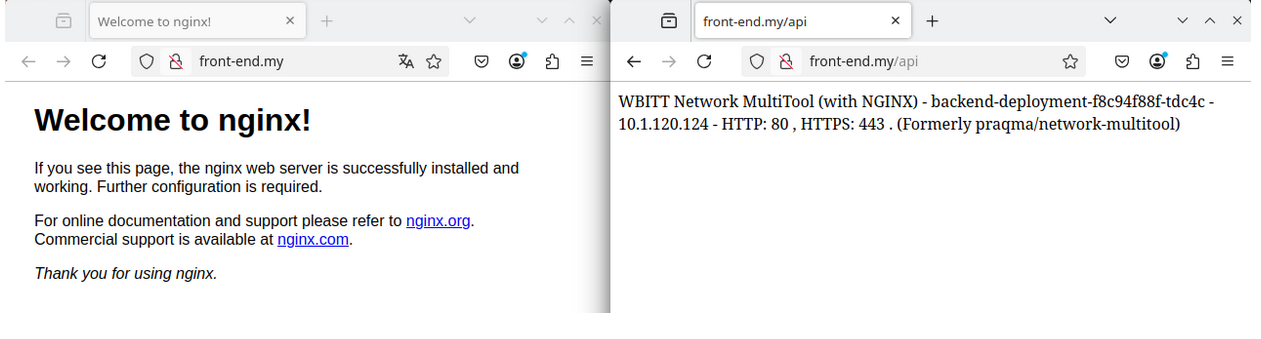 Welcome to nginx!
front-end.my
Welcome to nginx!
If you see this page, the nginx web server is successfully installed and
working. Further configuration is required.
For online documentation and support please refer to nginx.org.
Commercial support is available at nginx.com.
Thank you for using nginx.
front-end.my/api
front-end.my/api
WBITT Network MultiTool (with NGINX) - backend-deployment-f8c94f88f-tdc4c -
10.1.120.124 - HTTP: 80 , HTTPS: 443 . (Formerly praqma/network-multitool)